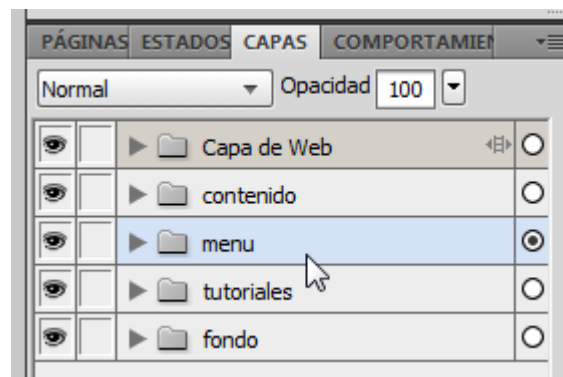 PÁGINAS ESTADOS CAPAS COMPORTAMIEN
Normal Opacidad 100
Capa de Web
contenido
menu
tutoriales
fondo